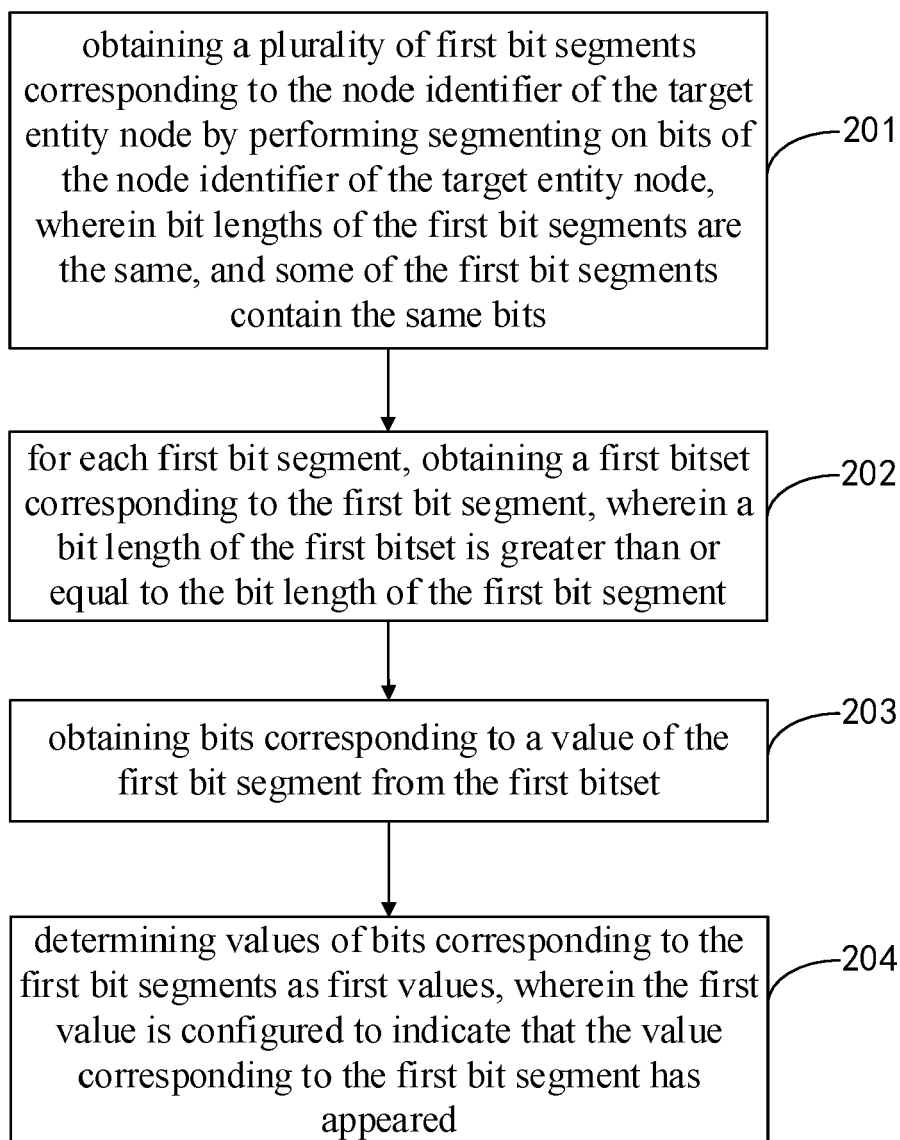 obtaining a plurality of first bit segments
corresponding to the node identifier of the target
entity node by performing segmenting on bits of
the node identifier of the target entity node,
wherein bit lengths of the first bit segments are
the same, and some of the first bit segments
contain the same bits
201
for each first bit segment, obtaining a first bitset
corresponding to the first bit segment, wherein a
bit length of the first bitset is greater than or
equal to the bit length of the first bit segment
202
obtaining bits corresponding to a value of the
first bit segment from the first bitset
203
determining values of bits corresponding to the
first bit segments as first values, wherein the first
value is configured to indicate that the value
corresponding to the first bit segment has
appeared
204